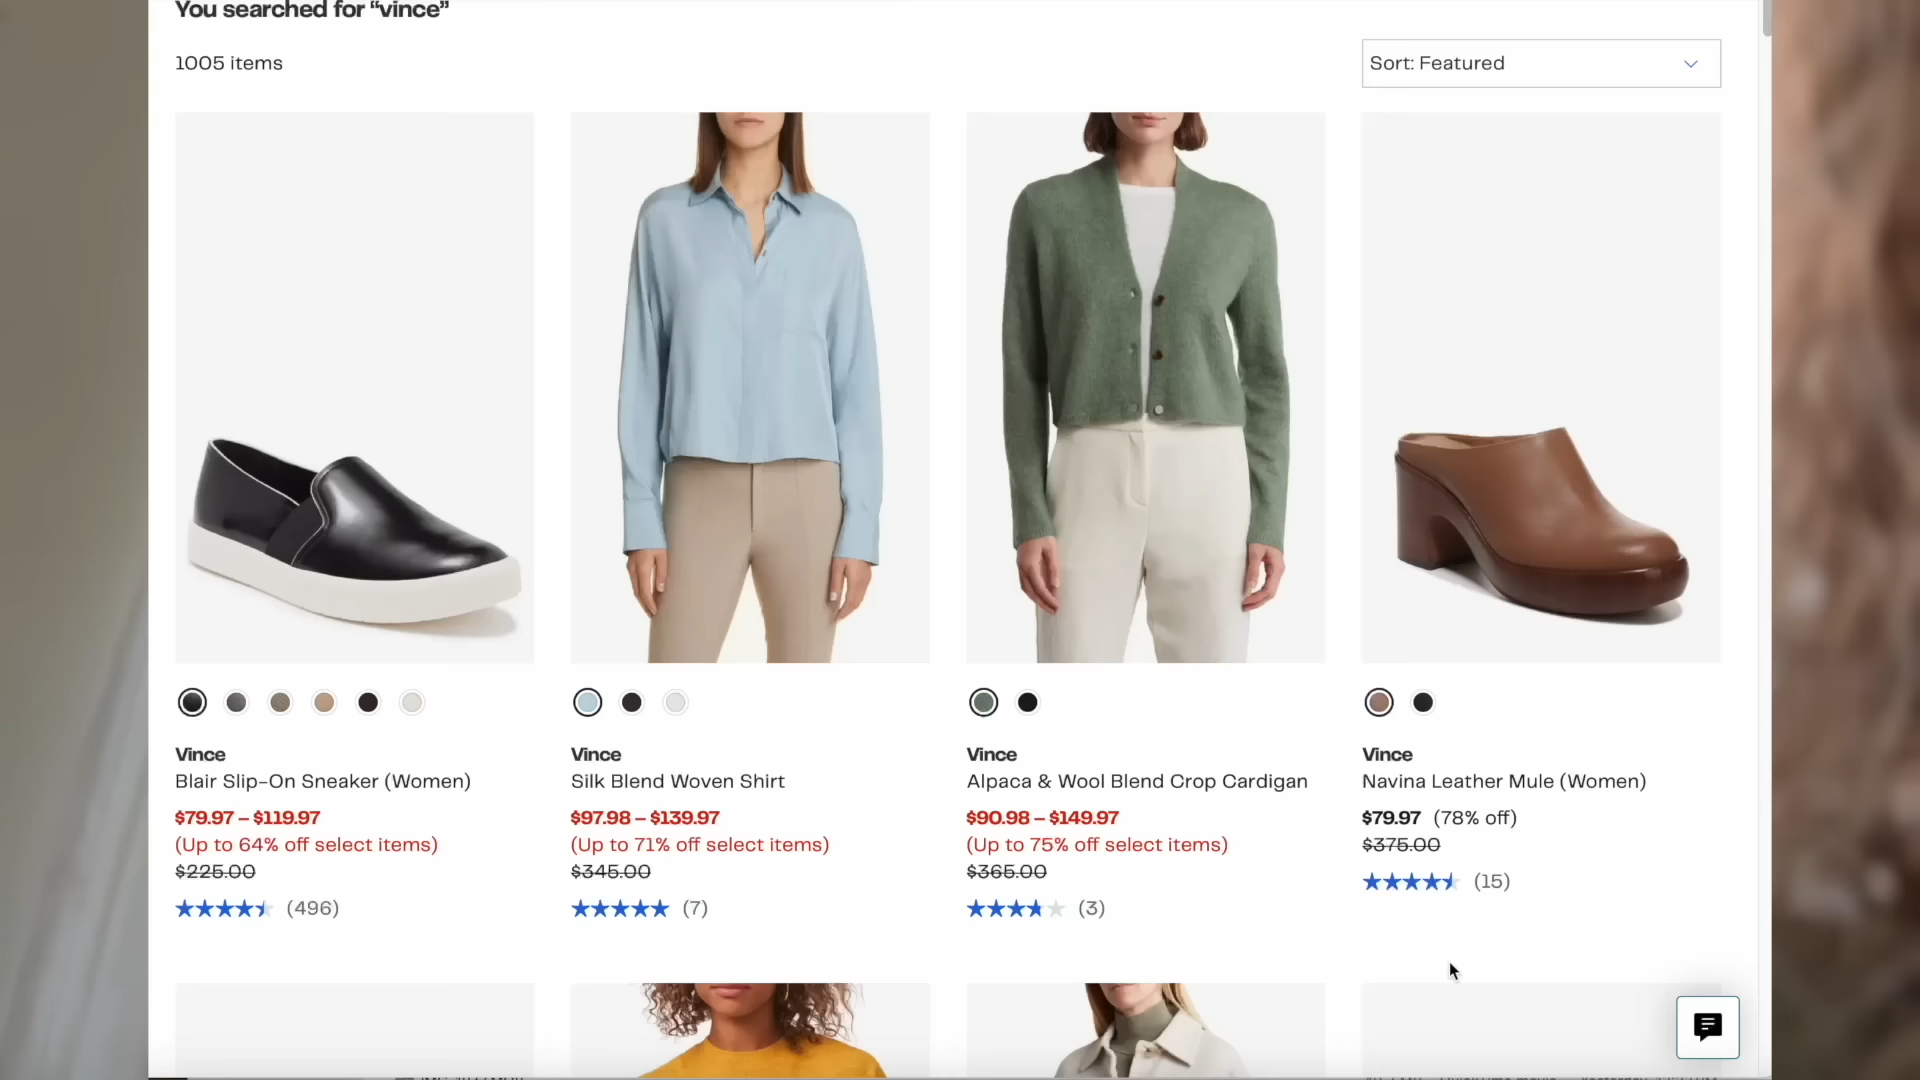 You searched for “vince”
1005 items
Sort: Featured
Vince
Blair Slip-On Sneaker (Women)
$79.97 – $119.97
(Up to 64% off select items)
$225.00
(496)
Vince
Silk Blend Woven Shirt
$97.98 – $139.97
(Up to 71% off select items)
$345.00
(7)
Vince
Alpaca & Wool Blend Crop Cardigan
$90.98 – $149.97
(Up to 75% off select items)
$365.00
(3)
Vince
Navina Leather Mule (Women)
$79.97 (78% off)
$375.00
(15)